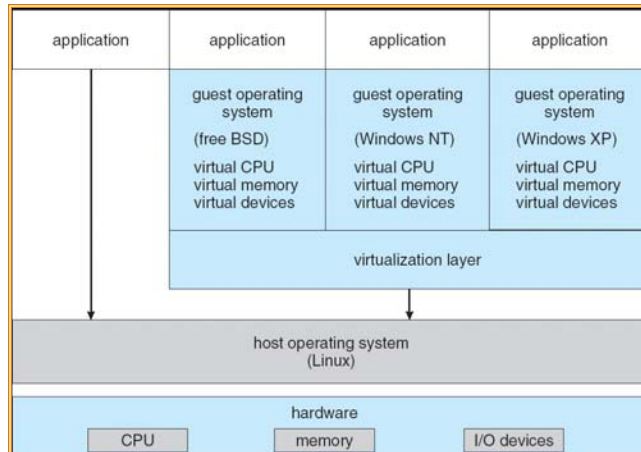 application
application
application
application
guest operating
system
(free BSD)
virtual CPU
virtual memory
virtual devices
guest operating
system
(Windows NT)
virtual CPU
virtual memory
virtual devices
guest operating
system
(Windows XP)
virtual CPU
virtual memory
virtual devices
virtualization layer
host operating system
(Linux)
hardware
CPU
memory
I/O devices